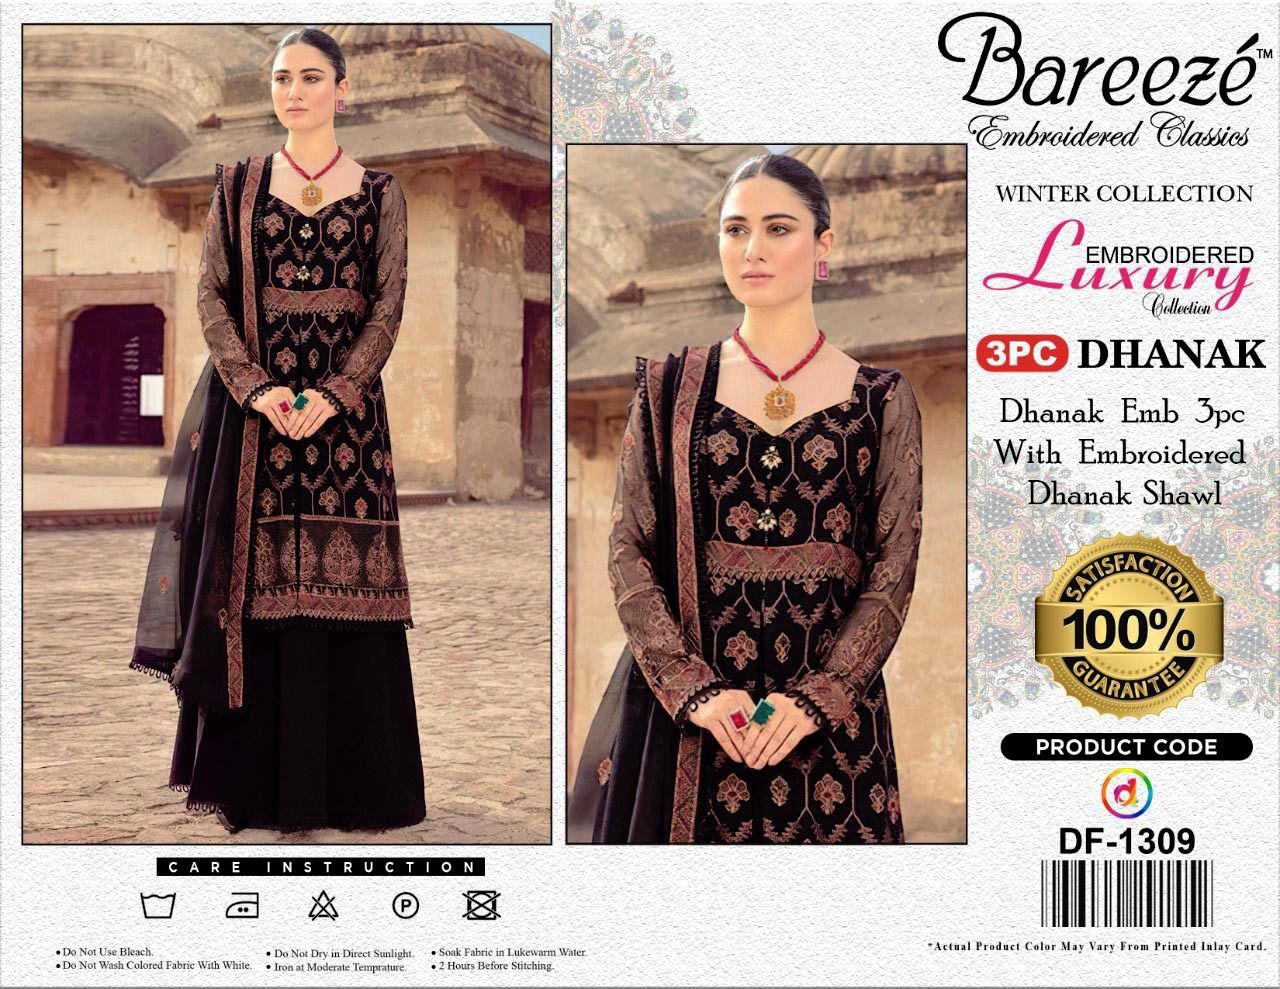 Bareezé™
Embroidered Classics
WINTER COLLECTION
EMBROIDERED
Luxury
Collection
3PC DHANAK
Dhanak Emb 3pc
With Embroidered
Dhanak Shawl
SATISFACTION
100%
GUARANTEE
PRODUCT CODE
d
DF-1309
*Actual Product Color May Vary From Printed Inlay Card.
CARE INSTRUCTION
P
• Do Not Use Bleach.
• Do Not Wash Colored Fabric With White.
• Do Not Dry in Direct Sunlight.
• Iron at Moderate Temprature.
• Soak Fabric in Lukewarm Water.
• 2 Hours Before Stitching.